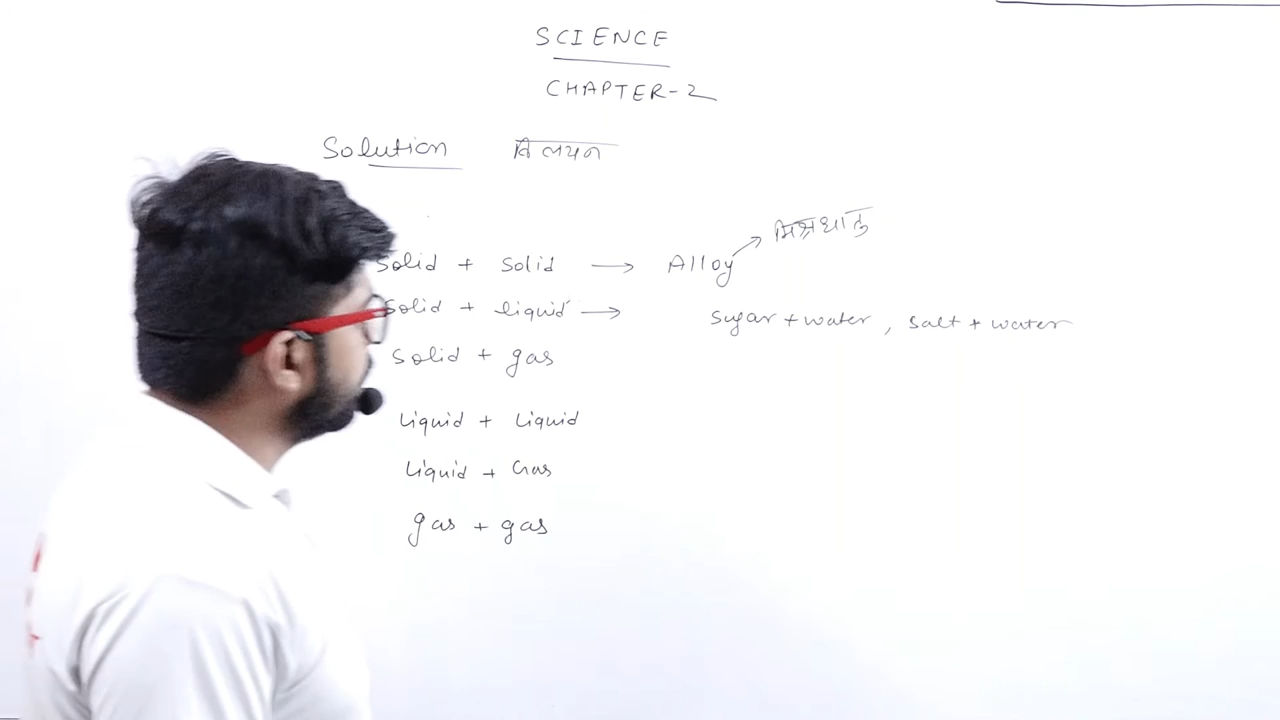 SCIENCE
CHAPTER-2
Solution विलयन
मिश्रधातु
Solid + Solid → Alloy
Solid + liquid → Sugar + water, Salt + water
Solid + gas
Liquid + Liquid
Liquid + Gas
gas + gas